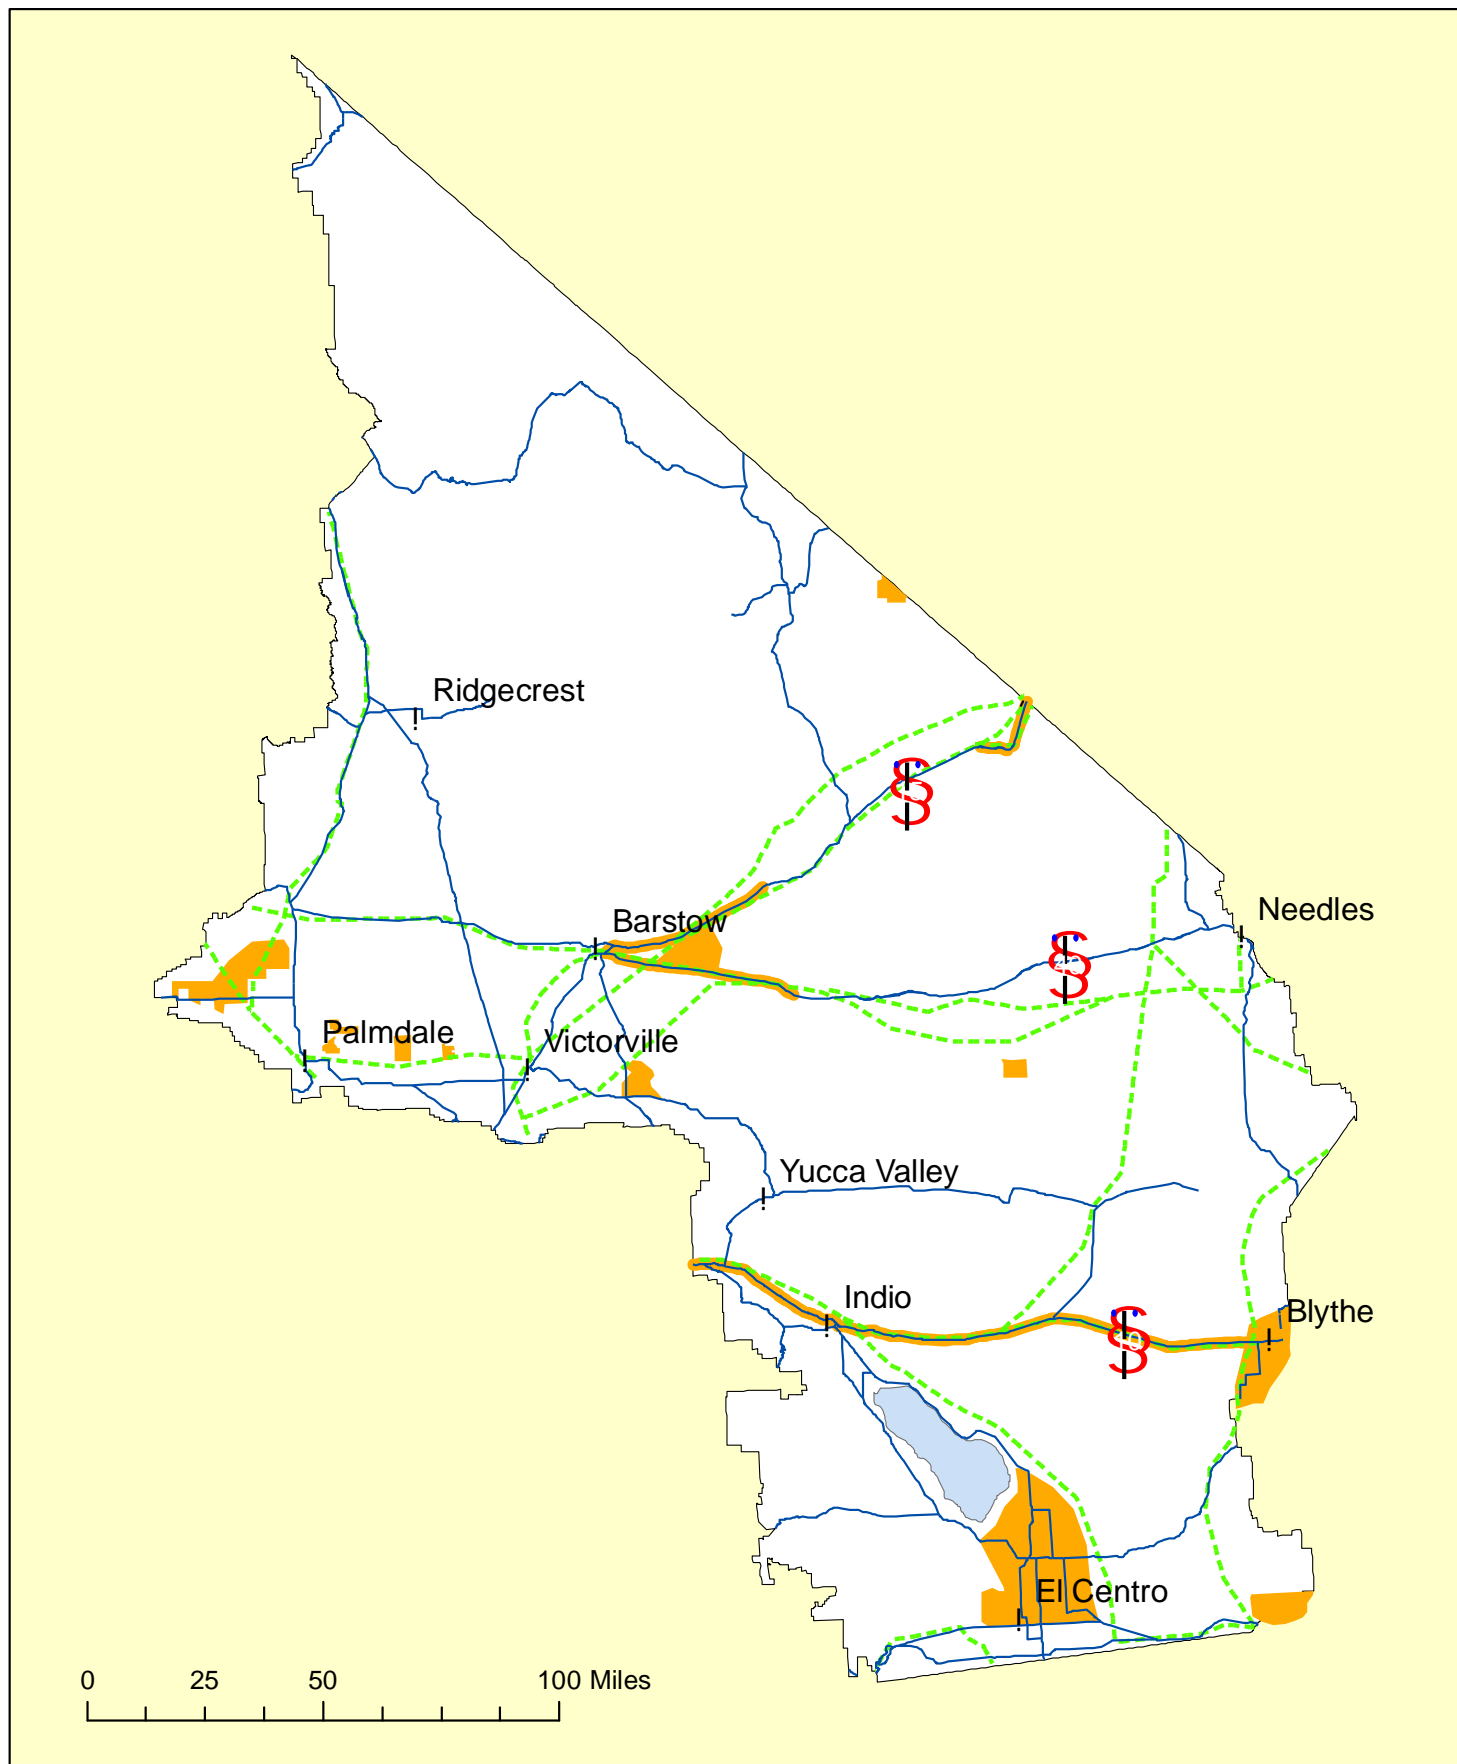 Ridgecrest
Barstow
Needles
Palmdale
Victorville
Yucca Valley
Indio
Blythe
El Centro
0 25 50 100 Miles